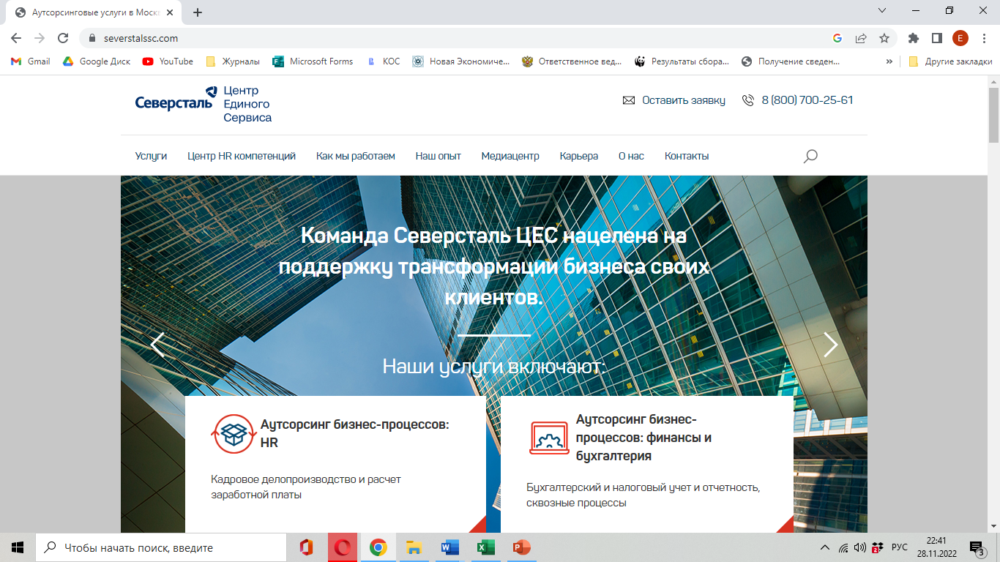 Аутсорсинговые услуги в Моск
severstalssc.com
E
Gmail
Google Диск
YouTube
Журналы
Microsoft Forms
КОС
Новая Экономиче...
Ответственное вед...
Результаты сбора...
Получение сведен...
»
Другие закладки
Северсталь
Центр
Единого
Сервиса
Оставить заявку
8 (800) 700-25-61
Услуги
Центр HR компетенций
Как мы работаем
Наш опыт
Медиацентр
Карьера
О нас
Контакты
Команда Северсталь ЦЕС нацелена на
поддержку трансформации бизнеса своих
клиентов.
Наши услуги включают:
Аутсорсинг бизнес-процессов:
HR
Кадровое делопроизводство и расчет
заработной платы
Аутсорсинг бизнес-
процессов: финансы и
бухгалтерия
Бухгалтерский и налоговый учет и отчетность,
сквозные процессы
Чтобы начать поиск, введите
РУС
22:41
28.11.2022
3